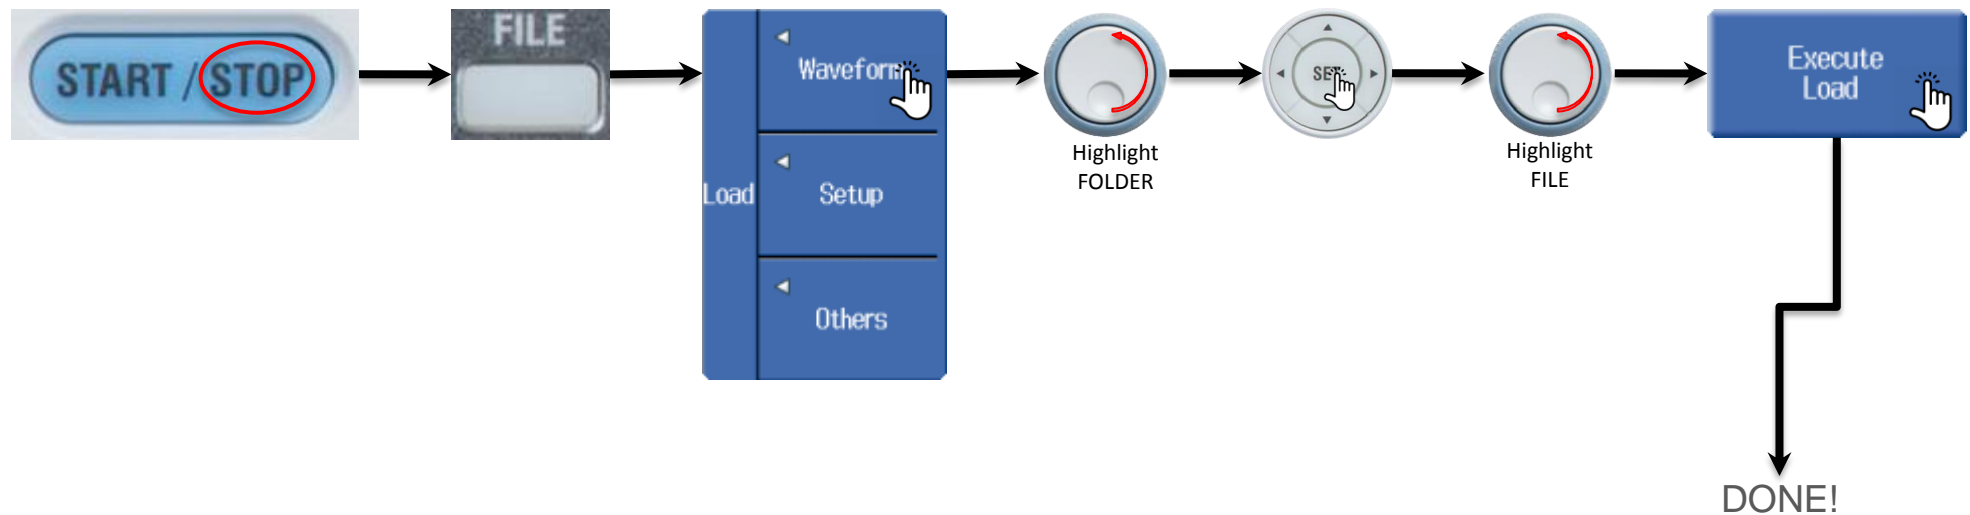 START / STOP
FILE
Load
Waveform
Setup
Others
Highlight
FOLDER
SET
Highlight
FILE
Execute
Load
DONE!